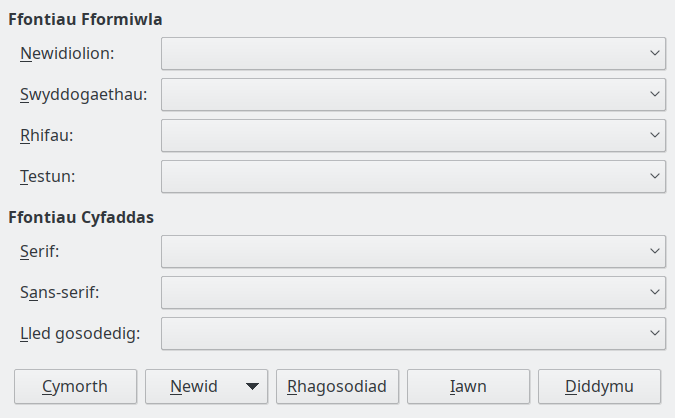 Ffontiau Fformiwla
Newidiolion:
Swyddogaethau:
Rhifau:
Testun:
Ffontiau Cyfaddas
Serif:
Sans-serif:
Lled gosodedig:
Cymorth Newid Rhagosodiad Iawn Diddymu